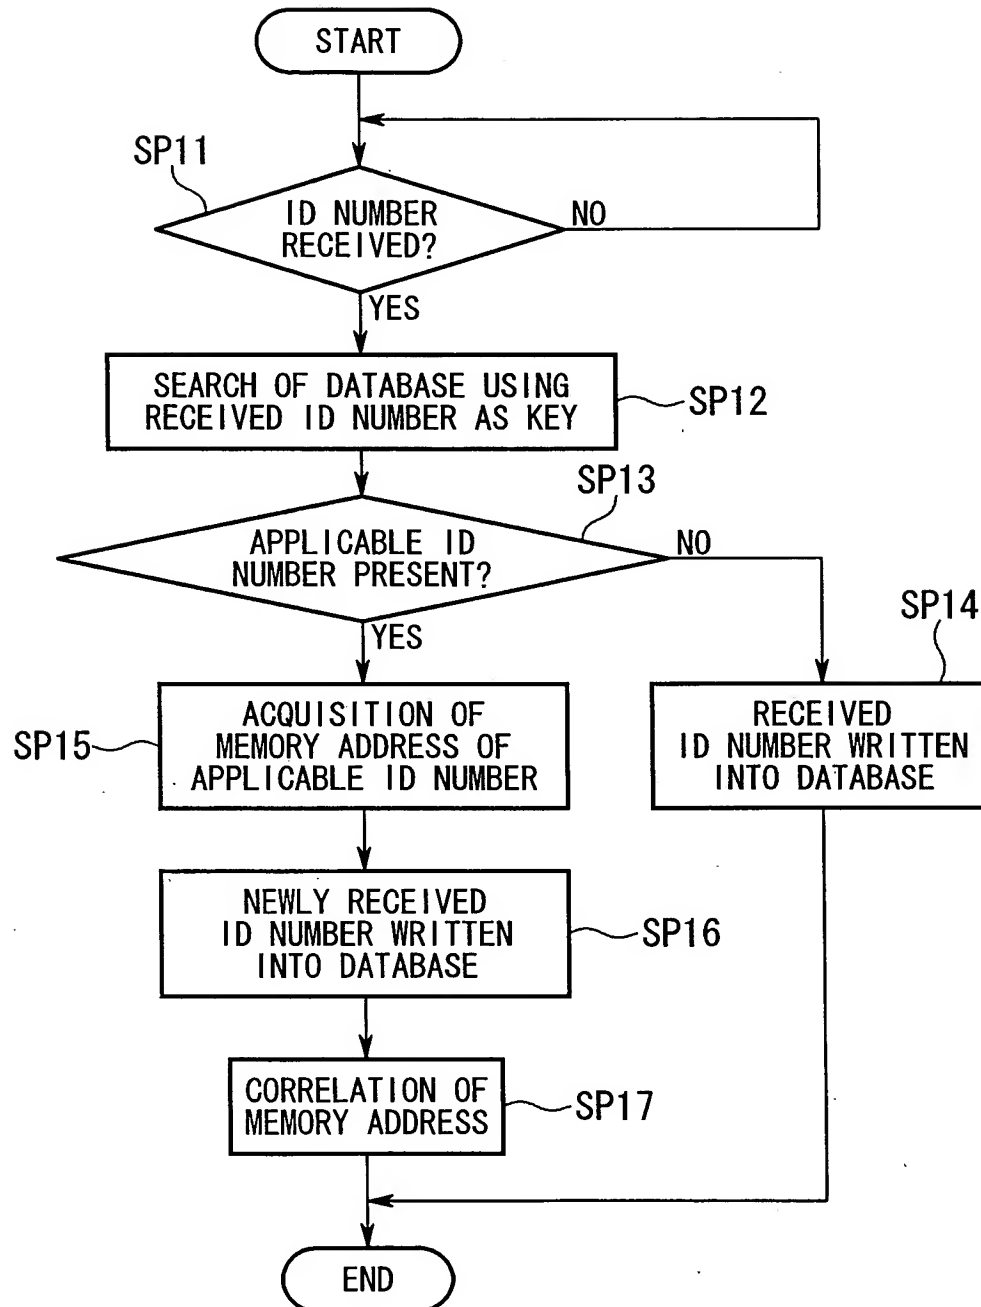 START
SP11
ID NUMBER
RECEIVED?
NO
YES
SEARCH OF DATABASE USING
RECEIVED ID NUMBER AS KEY
SP12
SP13
APPLICABLE ID
NUMBER PRESENT?
NO
YES
SP14
RECEIVED
ID NUMBER WRITTEN
INTO DATABASE
SP15
ACQUISITION OF
MEMORY ADDRESS OF
APPLICABLE ID NUMBER
NEWLY RECEIVED
ID NUMBER WRITTEN
INTO DATABASE
SP16
CORRELATION OF
MEMORY ADDRESS
SP17
END